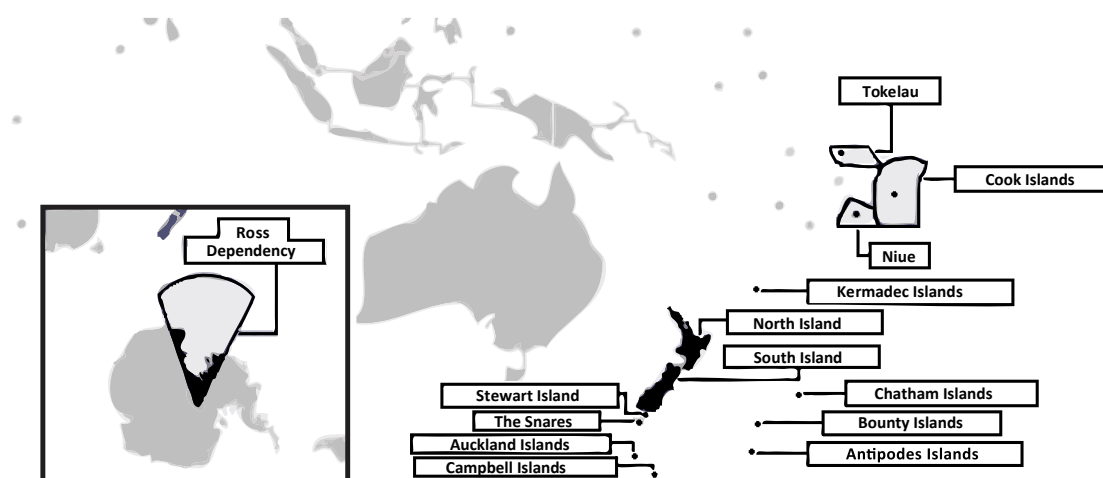 Tokelau
Cook Islands
Ross
Dependency
Niue
Kermadec Islands
North Island
South Island
Stewart Island
Chatham Islands
The Snares
Bounty Islands
Auckland Islands
Antipodes Islands
Campbell Islands